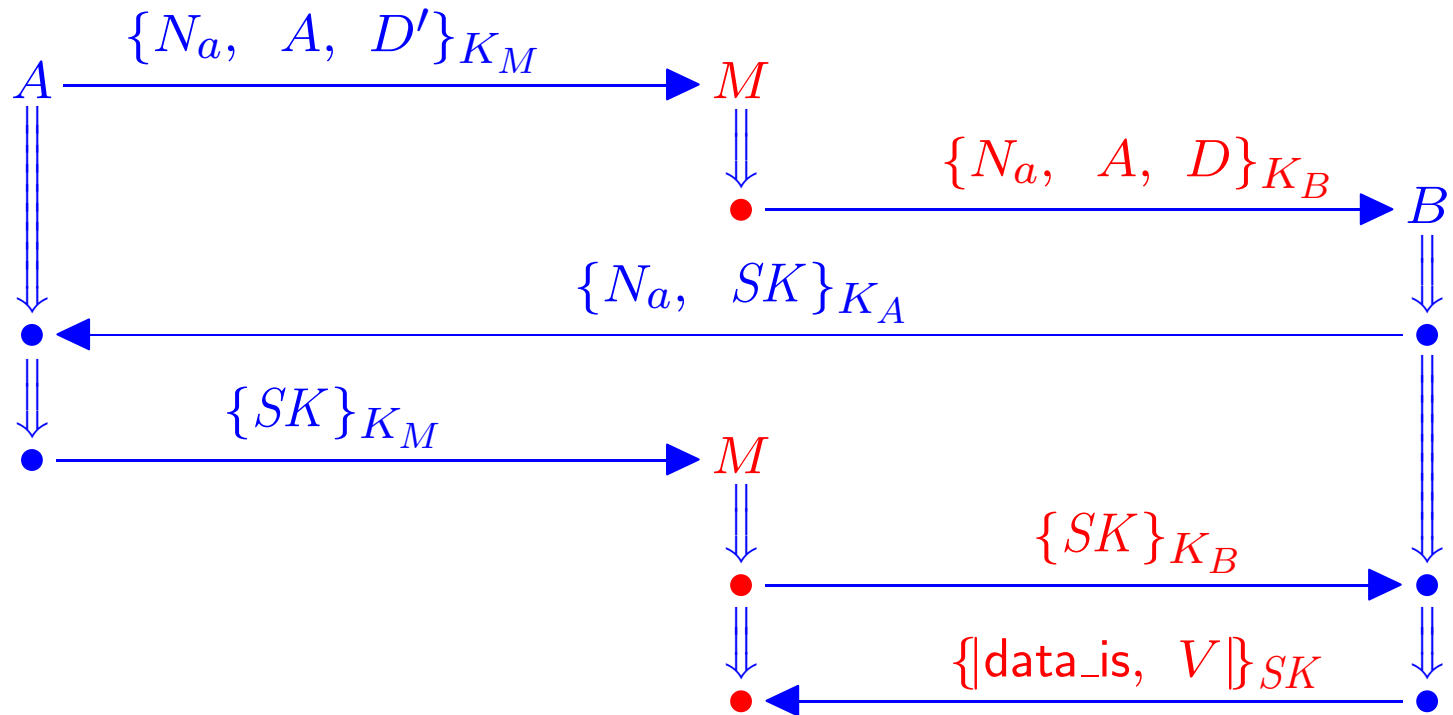 {N_a, A, D′}_{K_M}
A M
{N_a, A, D}_{K_B}
B
{N_a, SK}_{K_A}
{SK}_{K_M}
M
{SK}_{K_B}
{|data_is, V|}_{SK}